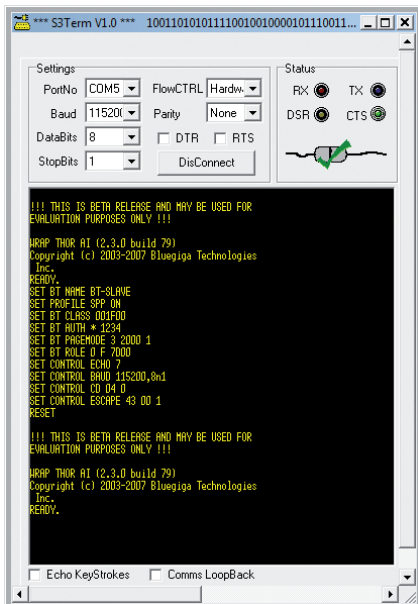 *** S3Term V1.0 *** 100110101011110010010000101110011...
Settings
PortNo COM5 FlowCTRL Hardw
Baud 115200 Parity None
DataBits 8 DTR RTS
StopBits 1 DisConnect
Status
RX TX
DSR CTS
!!! THIS IS BETA RELEASE AND MAY BE USED FOR
EVALUATION PURPOSES ONLY !!!
WRAP THOR AI (2.3.0 build 79)
Copyright (c) 2003-2007 Bluegiga Technologies
Inc.
READY.
SET BT NAME BT-SLAVE
SET PROFILE SPP ON
SET BT CLASS 001F00
SET BT AUTH * 1234
SET BT PAGEMODE 3 2000 1
SET BT ROLE 0 F 7D00
SET CONTROL ECHO 7
SET CONTROL BAUD 115200,8n1
SET CONTROL CD 04 0
SET CONTROL ESCAPE 43 00 1
RESET
!!! THIS IS BETA RELEASE AND MAY BE USED FOR
EVALUATION PURPOSES ONLY !!!
WRAP THOR AI (2.3.0 build 79)
Copyright (c) 2003-2007 Bluegiga Technologies
Inc.
READY.
Echo KeyStrokes Comms LoopBack